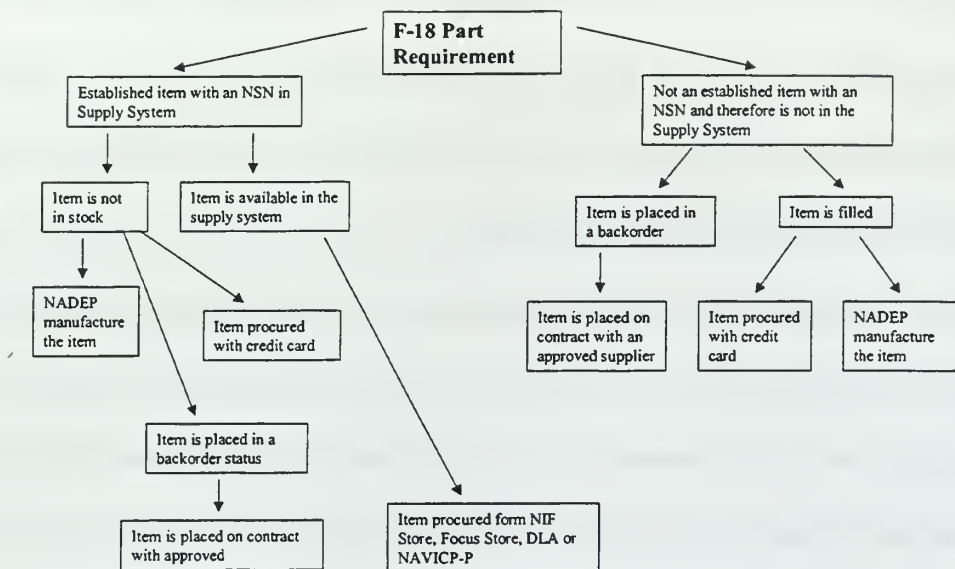 F-18 Part
Requirement
Established item with an NSN in
Supply System
Not an established item with an
NSN and therefore is not in the
Supply System
Item is not
in stock
Item is available in the
supply system
Item is placed in
a backorder
Item is filled
NADEP
manufacture
the item
Item procured
with credit card
Item is placed on
contract with an
approved supplier
Item procured
with credit
card
NADEP
manufacture
the item
Item is placed in a
backorder status
Item is placed on contract
with approved
Item procured form NIF
Store, Focus Store, DLA or
NAVICP-P